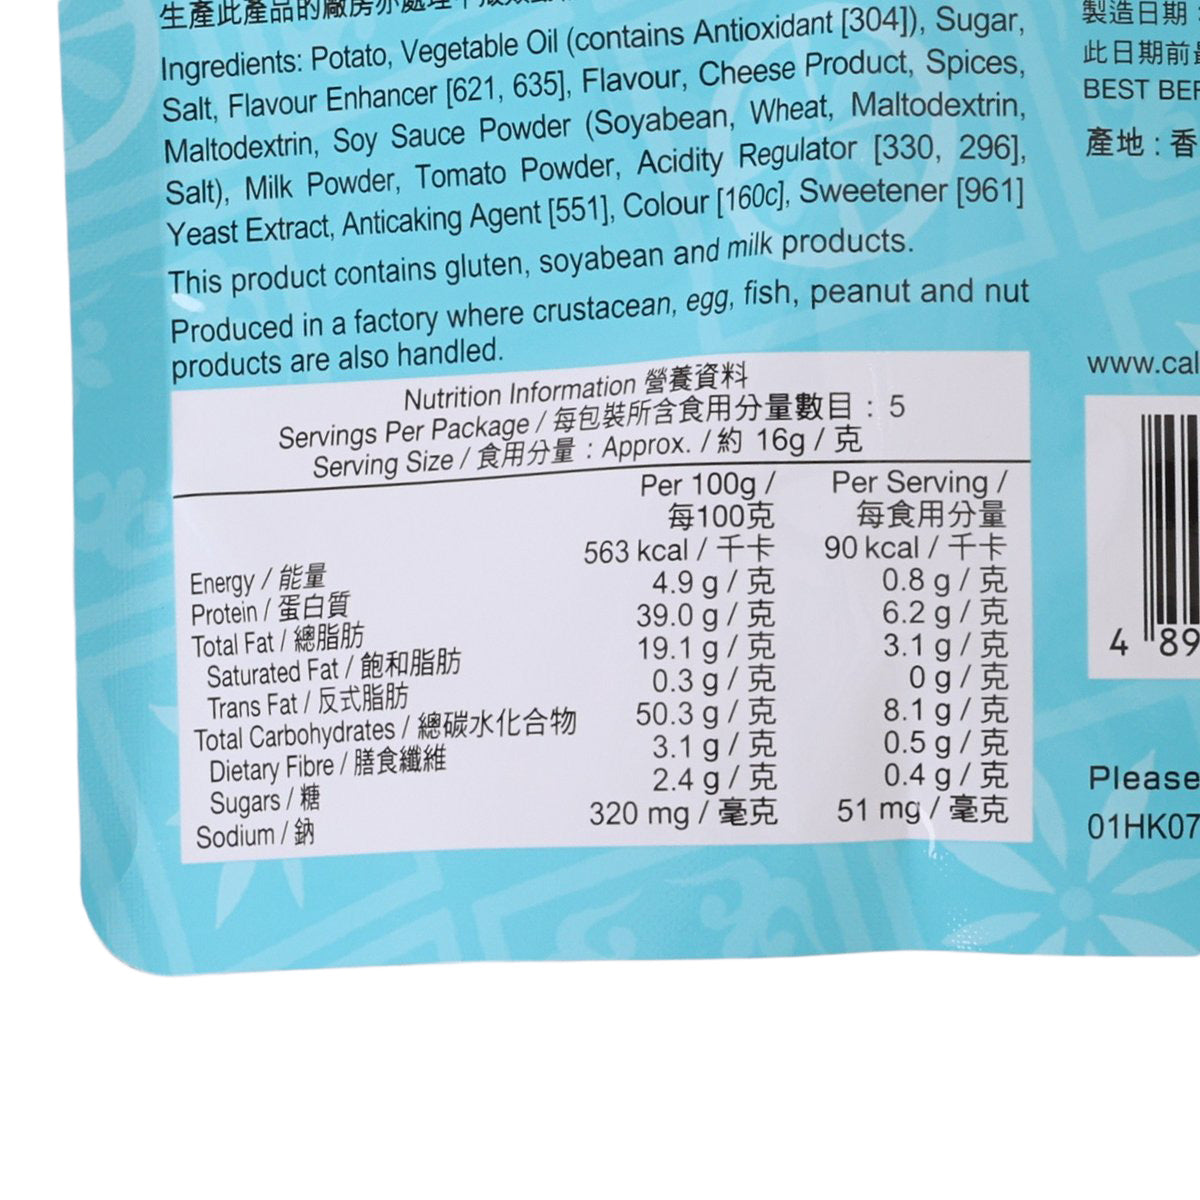 生產此產品的廠房亦處理
Ingredients: Potato, Vegetable Oil (contains Antioxidant [304]), Sugar,
Salt, Flavour Enhancer [621, 635], Flavour, Cheese Product, Spices,
Maltodextrin, Soy Sauce Powder (Soyabean, Wheat, Maltodextrin,
Salt), Milk Powder, Tomato Powder, Acidity Regulator [330, 296],
Yeast Extract, Anticaking Agent [551], Colour [160c], Sweetener [961]
This product contains gluten, soyabean and milk products.
Produced in a factory where crustacean, egg, fish, peanut and nut
products are also handled.
Nutrition Information 營養資料
Servings Per Package / 每包裝所含食用分量數目 : 5
Serving Size / 食用分量 : Approx. / 約 16g / 克
Per 100g / Per Serving /
每100克 每食用分量
Energy / 能量 563 kcal / 千卡 90 kcal / 千卡
Protein / 蛋白質 4.9 g / 克 0.8 g / 克
Total Fat / 總脂肪 39.0 g / 克 6.2 g / 克
Saturated Fat / 飽和脂肪 19.1 g / 克 3.1 g / 克
Trans Fat / 反式脂肪 0.3 g / 克 0 g / 克
Total Carbohydrates / 總碳水化合物 50.3 g / 克 8.1 g / 克
Dietary Fibre / 膳食纖維 3.1 g / 克 0.5 g / 克
Sugars / 糖 2.4 g / 克 0.4 g / 克
Sodium / 鈉 320 mg / 毫克 51 mg / 毫克
製造日期
此日期前
BEST BEF
產地 : 香
www.cal
4 89
Please
01HK07